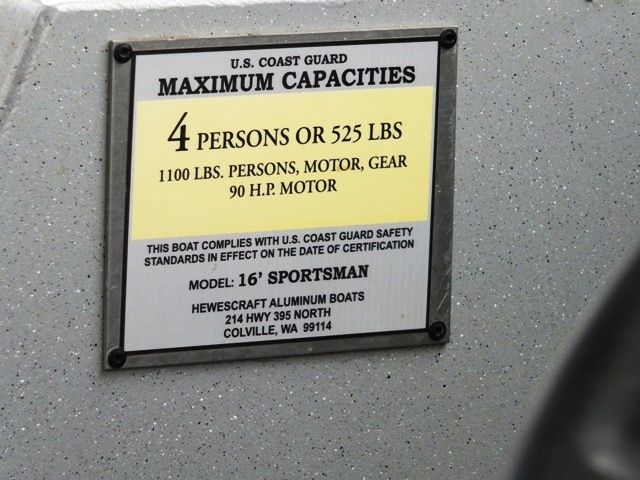 U.S. COAST GUARD
MAXIMUM CAPACITIES
4 PERSONS OR 525 LBS
1100 LBS. PERSONS, MOTOR, GEAR
90 H.P. MOTOR
THIS BOAT COMPLIES WITH U.S. COAST GUARD SAFETY
STANDARDS IN EFFECT ON THE DATE OF CERTIFICATION
MODEL: 16' SPORTSMAN
HEWESCRAFT ALUMINUM BOATS
214 HWY 395 NORTH
COLVILLE, WA 99114